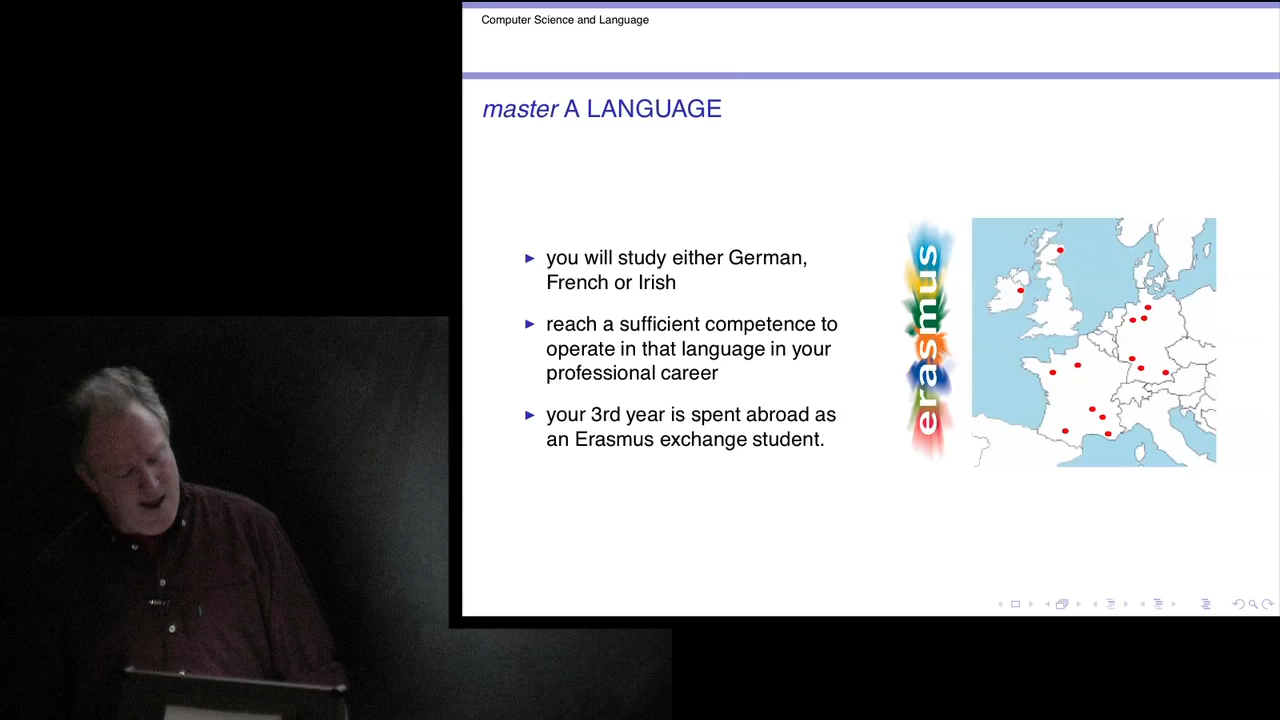 Computer Science and Language
master A LANGUAGE
you will study either German,
French or Irish
reach a sufficient competence to
operate in that language in your
professional career
your 3rd year is spent abroad as
an Erasmus exchange student.
erasmus